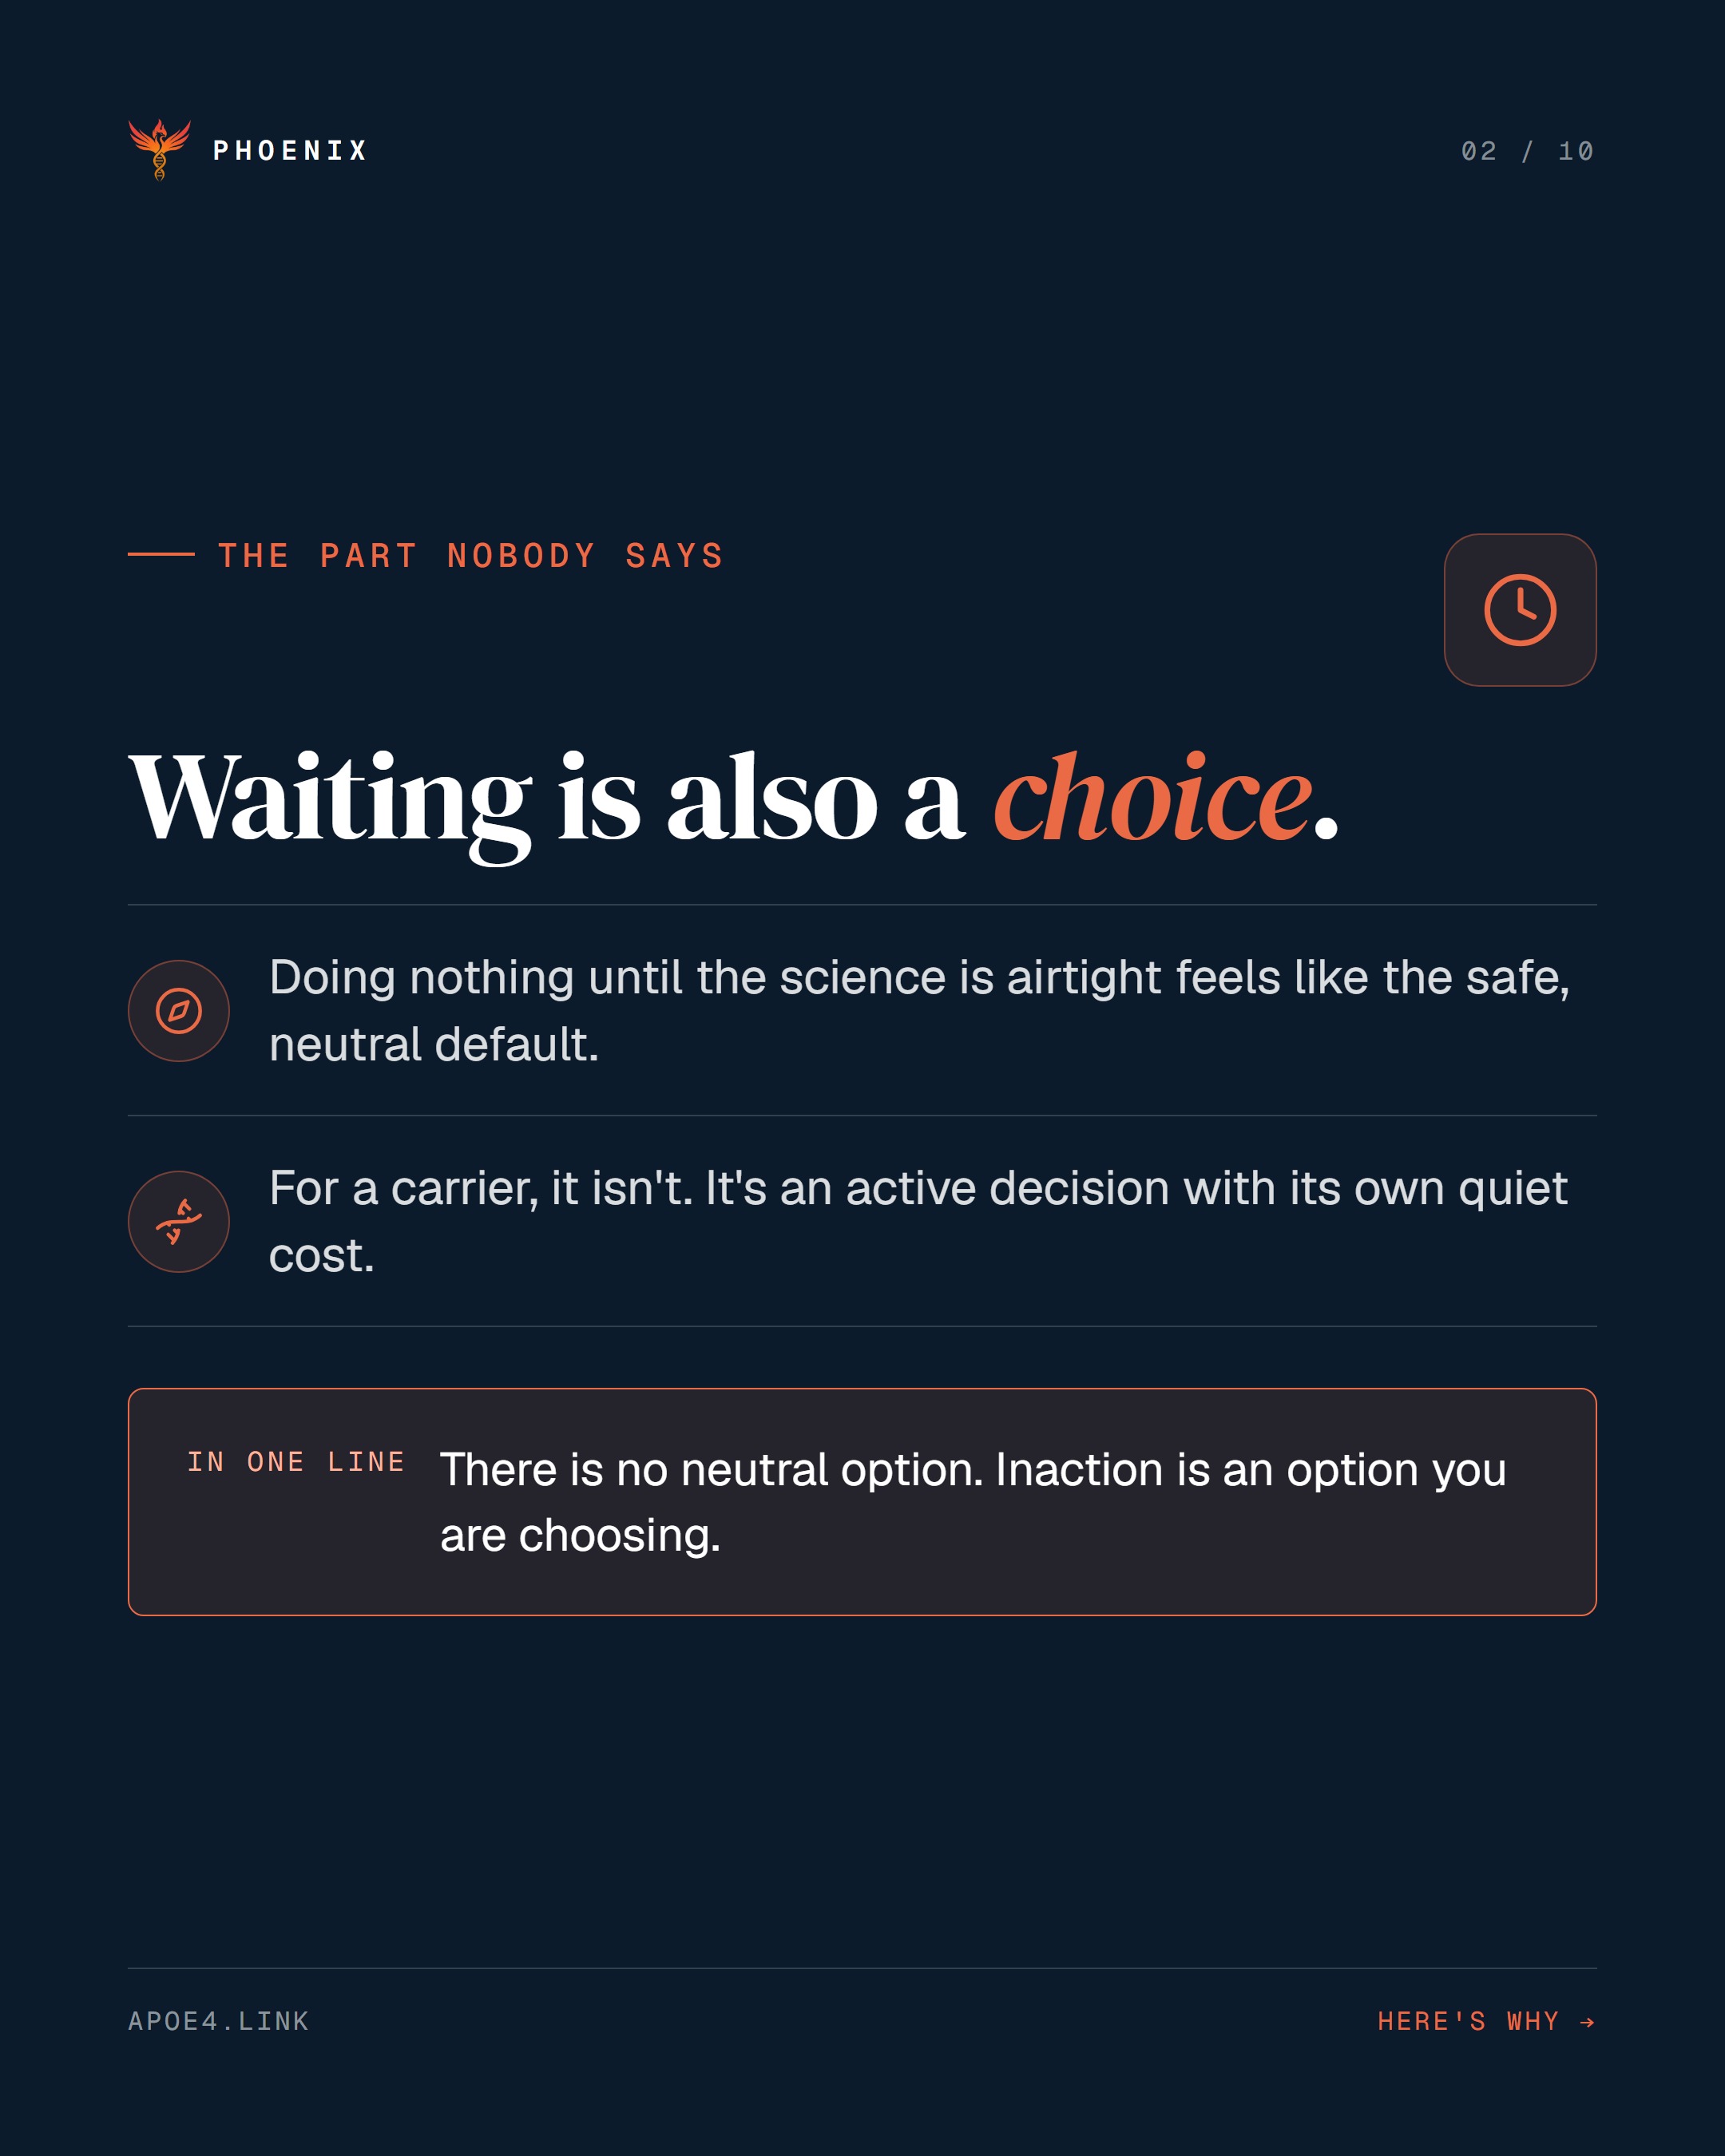 PHOENIX
02 / 10
THE PART NOBODY SAYS
Waiting is also a choice.
Doing nothing until the science is airtight feels like the safe,
neutral default.
For a carrier, it isn't. It's an active decision with its own quiet
cost.
IN ONE LINE
There is no neutral option. Inaction is an option you
are choosing.
APOE4.LINK
HERE'S WHY →